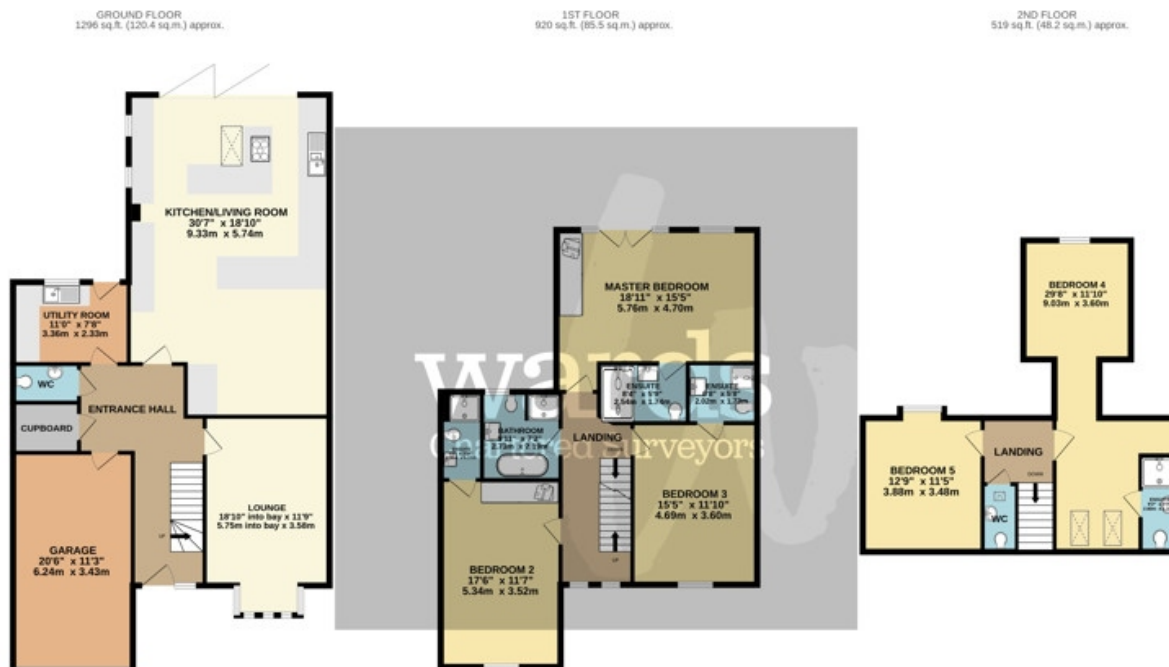 GROUND FLOOR
1296 sq.ft. (120.4 sq.m.) approx.
1ST FLOOR
920 sq.ft. (85.5 sq.m.) approx.
2ND FLOOR
519 sq.ft. (48.2 sq.m.) approx.
KITCHEN/LIVING ROOM
30'7" x 18'10"
9.33m x 5.74m
UTILITY ROOM
11'0" x 7'8"
3.36m x 2.33m
WC
ENTRANCE HALL
CUPBOARD
LOUNGE
18'10" into bay x 11'9"
5.75m into bay x 3.58m
UP
GARAGE
20'6" x 11'3"
6.24m x 3.43m
MASTER BEDROOM
18'11" x 15'5"
5.76m x 4.70m
wards
Chartered Surveyors
ENSUITE
ENSUITE
BATHROOM
LANDING
BEDROOM 3
15'5" x 11'10"
4.69m x 3.60m
UP
BEDROOM 2
17'6" x 11'7"
5.34m x 3.52m
BEDROOM 4
29'8" x 11'10"
9.03m x 3.60m
LANDING
DOWN
BEDROOM 5
12'9" x 11'5"
3.88m x 3.48m
WC